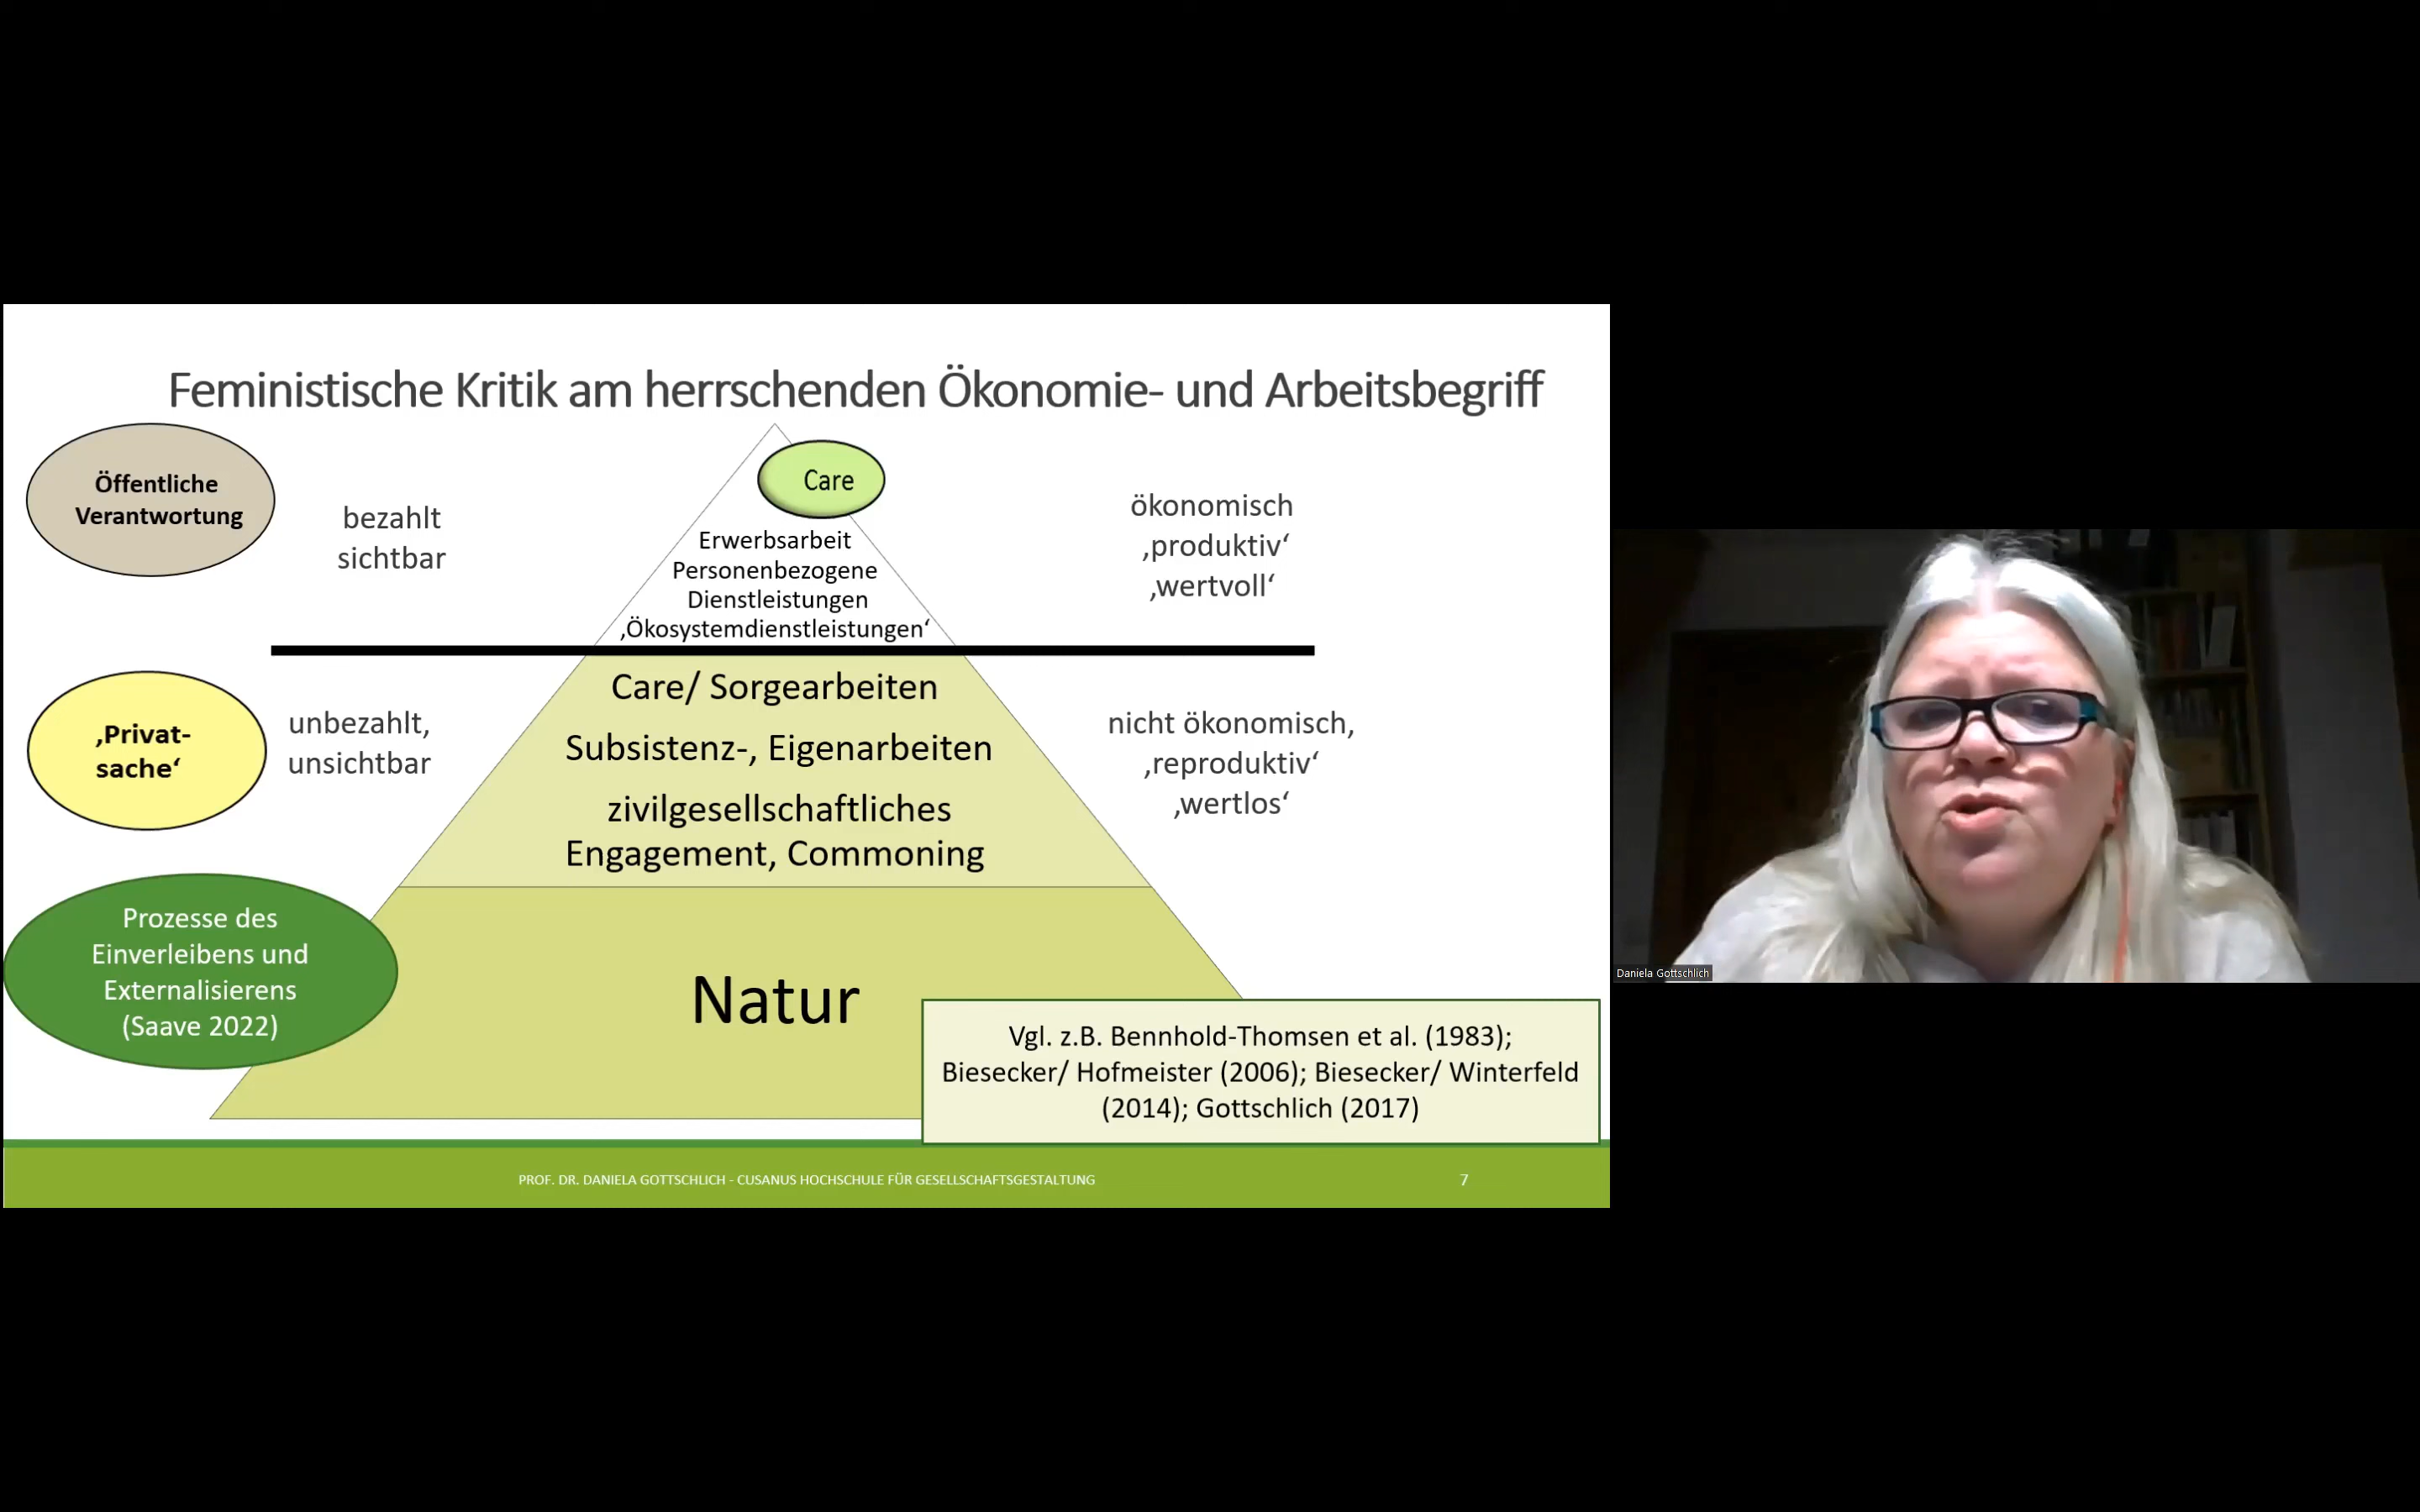 Feministische Kritik am herrschenden Ökonomie- und Arbeitsbegriff
Öffentliche
Verantwortung
bezahlt
sichtbar
Care
Erwerbsarbeit
Personenbezogene
Dienstleistungen
‚Ökosystemdienstleistungen‘
ökonomisch
‚produktiv‘
‚wertvoll‘
‚Privat-
sache‘
unbezahlt,
unsichtbar
Care/ Sorgearbeiten
Subsistenz-, Eigenarbeiten
zivilgesellschaftliches
Engagement, Commoning
nicht ökonomisch,
‚reproduktiv‘
‚wertlos‘
Prozesse des
Einverleibens und
Externalisierens
(Saave 2022)
Natur
Vgl. z.B. Bennhold-Thomsen et al. (1983);
Biesecker/ Hofmeister (2006); Biesecker/ Winterfeld
(2014); Gottschlich (2017)
PROF. DR. DANIELA GOTTSCHLICH - CUSANUS HOCHSCHULE FÜR GESELLSCHAFTSGESTALTUNG
7
Daniela Gottschlich